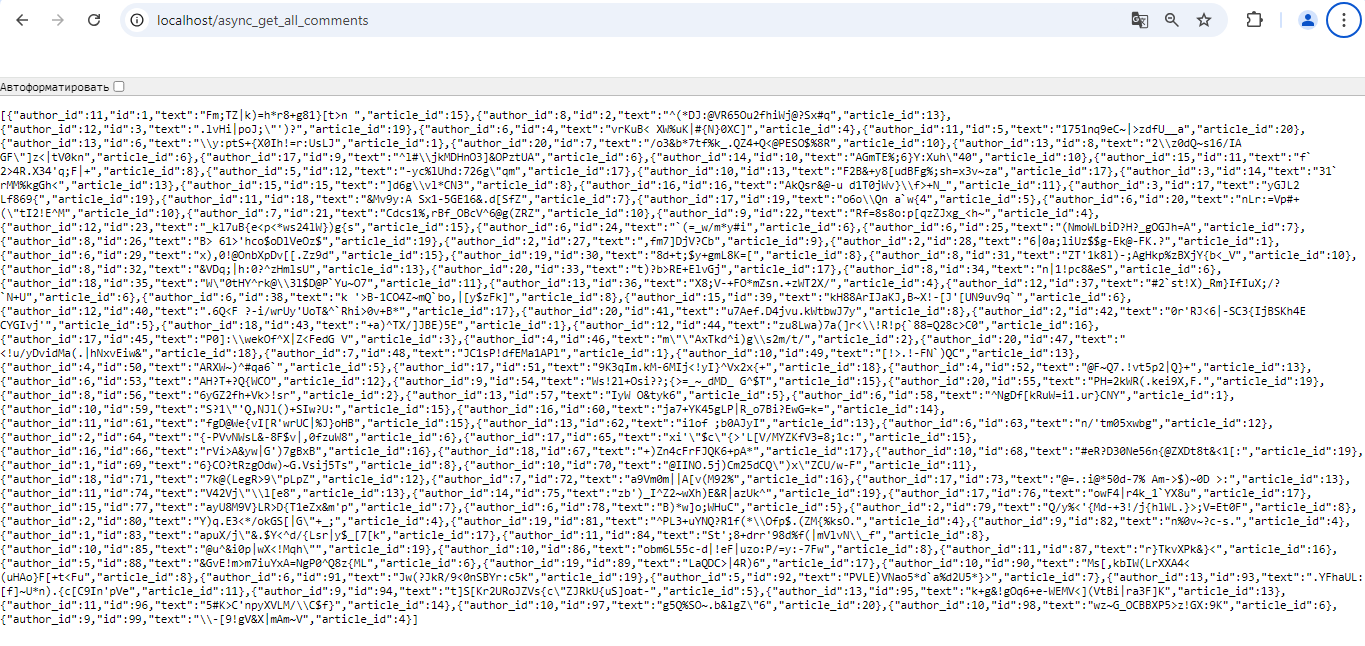 localhost/async_get_all_comments
Автоформатировать
[{"author_id":11,"id":1,"text":"Fm;TZ|k)=h*r8+g81}[t>n ","article_id":15},{"author_id":8,"id":2,"text":"^(*DJ:@VR65Ou2fhiWj@?Sx#q","article_id":13},
{"author_id":12,"id":3,"text":".lvHi|poJ;\"')?","article_id":19},{"author_id":6,"id":4,"text":"vrKuB< XW%uK|#{N}0XC]","article_id":4},{"author_id":11,"id":5,"text":"1751nq9eC~|>zdfU__a","article_id":20},
{"author_id":13,"id":6,"text":"\\y:ptS+{X0Ih!=r:UsLJ","article_id":1},{"author_id":20,"id":7,"text":"/o3&b*7tf%k_.QZ4+Q<@PESO$%8R","article_id":10},{"author_id":13,"id":8,"text":"2\\z0dQ~s16/IA
GF\"]z<|tV0kn","article_id":6},{"author_id":17,"id":9,"text":"^l#\\jkMDHnO3]&OPztUA","article_id":6},{"author_id":14,"id":10,"text":"AGmTE%;6}Y:Xuh\"40","article_id":10},{"author_id":15,"id":11,"text":"f`
2>4R.X34'q;F|+","article_id":8},{"author_id":5,"id":12,"text":"-yc%lUhd:726g\"qm","article_id":17},{"author_id":10,"id":13,"text":"F2B&+y8[udBFg%;sh=x3v~za","article_id":17},{"author_id":3,"id":14,"text":"31`
rMM%kgGh<","article_id":13},{"author_id":15,"id":15,"text":"]d6g\\vl*CN3","article_id":8},{"author_id":16,"id":16,"text":"AkQsr&@-u d1T0jWv}\\f>+N_","article_id":11},{"author_id":3,"id":17,"text":"yGJL2
Lf869{","article_id":19},{"author_id":11,"id":18,"text":"&Mv9y:A Sx1-5GE16&.d[SfZ","article_id":7},{"author_id":17,"id":19,"text":"o6o\\Qn a`w{4","article_id":5},{"author_id":6,"id":20,"text":"nLr:=Vp#+
(\"tI2!E^M","article_id":10},{"author_id":7,"id":21,"text":"Cdcs1%,rBf_OBcV^6@g(ZRZ","article_id":10},{"author_id":9,"id":22,"text":"Rf=8s8o:p[qzZJxg_<h~","article_id":4},
{"author_id":12,"id":23,"text":"_kl7uB{e<p<*ws24lW})g{s","article_id":15},{"author_id":6,"id":24,"text":"`(=_w/m*y#i","article_id":6},{"author_id":6,"id":25,"text":"(NmoWLbiD?H?_gOGJh=A","article_id":7},
{"author_id":8,"id":26,"text":"B> 61>'hco$oDlVeOz$","article_id":19},{"author_id":2,"id":27,"text":",fm7]DjV?Cb","article_id":9},{"author_id":2,"id":28,"text":"6|0a;liUz$$g-Ek@-FK.?","article_id":1},
{"author_id":6,"id":29,"text":"x),0!@OnbXpDv[[.Zz9d","article_id":15},{"author_id":19,"id":30,"text":"8d+t;$y+gmL8K=[","article_id":8},{"author_id":8,"id":31,"text":"ZT'1k8l)-;AgHkp%zBXjY{b<_V","article_id":10},
{"author_id":8,"id":32,"text":"&VDq;|h:0?^zHmlsU","article_id":13},{"author_id":20,"id":33,"text":"t)?b>RE+ElvGj","article_id":17},{"author_id":8,"id":34,"text":"n|1!pc8&eS","article_id":6},
{"author_id":18,"id":35,"text":"W\"0tHY^rk@\\3l$D@P`Yu~O7","article_id":11},{"author_id":13,"id":36,"text":"X8;V-+FO*mZsn.+zWT2X/","article_id":4},{"author_id":12,"id":37,"text":"#2`st!X)_Rm}IfIuX;/?
`N+U","article_id":6},{"author_id":6,"id":38,"text":"k '>B-1CO4Z~mQ`bo,|[y$zFk]","article_id":8},{"author_id":15,"id":39,"text":"kH88ArIJaKJ,B~X!-[J'[UN9uv9q`","article_id":6},
{"author_id":12,"id":40,"text":".6Q<F ?-i/wrUy'UoT&^`Rhi>0v+B*","article_id":17},{"author_id":20,"id":41,"text":"u7Aef.D4jvu.kWtbwJ7y","article_id":8},{"author_id":2,"id":42,"text":"0r'RJ<6|-SC3{IjBSKh4E
CYGIvj'","article_id":5},{"author_id":18,"id":43,"text":"+a)^TX/]JBE)5E","article_id":1},{"author_id":12,"id":44,"text":"zu8Lwa)7a(]r<\\!R!p{`88=Q28c>C0","article_id":16},
{"author_id":17,"id":45,"text":"P0]:\\wekOf^X|Z<FedG V","article_id":3},{"author_id":4,"id":46,"text":"m\"\"AxTkd^i)g\\s2m/t/","article_id":2},{"author_id":20,"id":47,"text":"
<!u/yDvidMa(.|hNxvEiw&","article_id":18},{"author_id":7,"id":48,"text":"JC1sP!dfEMa1APl","article_id":1},{"author_id":10,"id":49,"text":"[!>.!-FN`)QC","article_id":13},
{"author_id":4,"id":50,"text":"ARXW~)^#qa6`","article_id":5},{"author_id":17,"id":51,"text":"9K3qIm.kM-6MIj<!yI}^Vx2x{+","article_id":18},{"author_id":4,"id":52,"text":"@F~Q7.!vt5p2|Q}+","article_id":13},
{"author_id":6,"id":53,"text":"AH?T+?Q{WCO","article_id":12},{"author_id":9,"id":54,"text":"Ws!2l+Osi??;{>=_~_dMD_ G^$T","article_id":15},{"author_id":20,"id":55,"text":"PH=2kWR(.kei9X,F.","article_id":19},
{"author_id":8,"id":56,"text":"6yGZ2fh+Vk>!sr","article_id":2},{"author_id":13,"id":57,"text":"IyW O&tyk6","article_id":5},{"author_id":6,"id":58,"text":"^NgDf[kRuW=i1.ur}CNY","article_id":1},
{"author_id":10,"id":59,"text":"S?1\"'Q,NJl()+SIw?U:","article_id":15},{"author_id":16,"id":60,"text":"ja7+YK45gLP|R_o7Bi?EwG=k=","article_id":14},
{"author_id":11,"id":61,"text":"fgD@We{vI[R'wrUC|%J}oHB","article_id":15},{"author_id":13,"id":62,"text":"i1of ;b0AJyI","article_id":13},{"author_id":6,"id":63,"text":"n/'tm05xwbg","article_id":12},
{"author_id":2,"id":64,"text":"{-PVvNWsL&-8F$v|,0fzuW8","article_id":6},{"author_id":17,"id":65,"text":"xi'\"$c\"{>'L[V/MYZKfV3=8;1c:","article_id":15},
{"author_id":16,"id":66,"text":"rVi>A&yw|G')7gBxB","article_id":16},{"author_id":18,"id":67,"text":"+)Zn4cFrFJQK6+pA*","article_id":17},{"author_id":10,"id":68,"text":"#eR?D30Ne56n{@ZXDt8t&<1[:","article_id":19},
{"author_id":1,"id":69,"text":"6}CO?tRzgOdw)~G.Vsij5Ts","article_id":8},{"author_id":10,"id":70,"text":"@IINO.5j)Cm25dCQ\")x\"ZCU/w-F","article_id":11},
{"author_id":18,"id":71,"text":"7k@(LegR>9\"pLpZ","article_id":12},{"author_id":7,"id":72,"text":"a9Vm0m||A[v(M92%","article_id":16},{"author_id":17,"id":73,"text":"@=.:i@*50d-7% Am->$)~0D >:","article_id":13},
{"author_id":11,"id":74,"text":"V42Vj\"\\l[e8","article_id":13},{"author_id":14,"id":75,"text":"zb')_I^Z2~wXh)E&R|azUk^","article_id":19},{"author_id":17,"id":76,"text":"owF4|r4k_1`YX8u","article_id":17},
{"author_id":15,"id":77,"text":"ayU8M9V}LR>D{T1eZx&m'p","article_id":7},{"author_id":6,"id":78,"text":"B)*w]o;WHuC","article_id":5},{"author_id":2,"id":79,"text":"Q/y%<'{Md-+3!/j{hlWL.}>;V=Et0F","article_id":8},
{"author_id":2,"id":80,"text":"Y)q.E3<*/okGS[|G\"+_;","article_id":4},{"author_id":19,"id":81,"text":"^PL3+uYNQ?R1f(*\\Ofp$.(ZM{%ksO.","article_id":4},{"author_id":9,"id":82,"text":"n%0v~?c-s.","article_id":4},
{"author_id":1,"id":83,"text":"apuX/j\"&.$Y<^d/{Lsr|y$_[7[k","article_id":17},{"author_id":11,"id":84,"text":"St';8+drr'98d%f(|mVlvN\\_f","article_id":8},
{"author_id":10,"id":85,"text":"@u^&i0p|wX<!Mqh\"","article_id":19},{"author_id":10,"id":86,"text":"obm6L55c-d|!eF|uzo:P/=y:-7Fw","article_id":8},{"author_id":11,"id":87,"text":"r}TkvXPk&}<","article_id":16},
{"author_id":5,"id":88,"text":"&GvE!m>m7iuYxA=NgP0^Q8z{ML","article_id":6},{"author_id":19,"id":89,"text":"LaQDC>|4R)6","article_id":17},{"author_id":10,"id":90,"text":"Ms[,kbIW(LrXXA4<
(uHAo}F[+t<Fu","article_id":8},{"author_id":6,"id":91,"text":"Jw(?JkR/9<0nSBYr:c5k","article_id":19},{"author_id":5,"id":92,"text":"PVLE)VNao5*d`a%d2U5*}>","article_id":7},{"author_id":13,"id":93,"text":".YFhaUL:
[f]~U*n).{c[C9In'pVe","article_id":11},{"author_id":9,"id":94,"text":"t]S[Kr2URoJZVs{c\"ZJRkU{uS]oat-","article_id":5},{"author_id":13,"id":95,"text":"k+g&!gOq6+e-WEMV<](VtBi|ra3F]K","article_id":13},
{"author_id":11,"id":96,"text":"5#K>C'npyXVLM/\\C$f}","article_id":14},{"author_id":10,"id":97,"text":"g5Q%SO~.b&lgZ\"6","article_id":20},{"author_id":10,"id":98,"text":"wz~G_OCBBXP5>z!GX:9K","article_id":6},
{"author_id":9,"id":99,"text":"\\-[9!gV&X|mAm~V","article_id":4}]